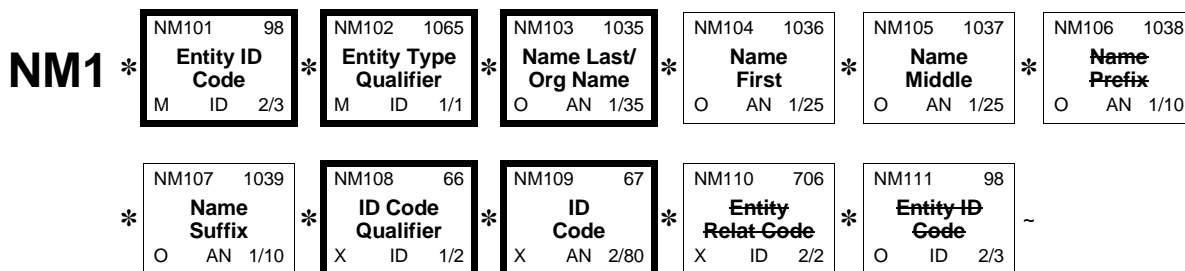 NM101 98 NM102 1065 NM103 1035 NM104 1036 NM105 1037 NM106 1038
NM1 * Entity ID Code * Entity Type Qualifier * Name Last/ Org Name * Name First * Name Middle * Name Prefix
M ID 2/3 M ID 1/1 O AN 1/35 O AN 1/25 O AN 1/25 O AN 1/10
NM107 1039 NM108 66 NM109 67 NM110 706 NM111 98
* Name Suffix * ID Code Qualifier * ID Code * Entity Relat Code * Entity ID Code ~
O AN 1/10 X ID 1/2 X AN 2/80 X ID 2/2 O ID 2/3